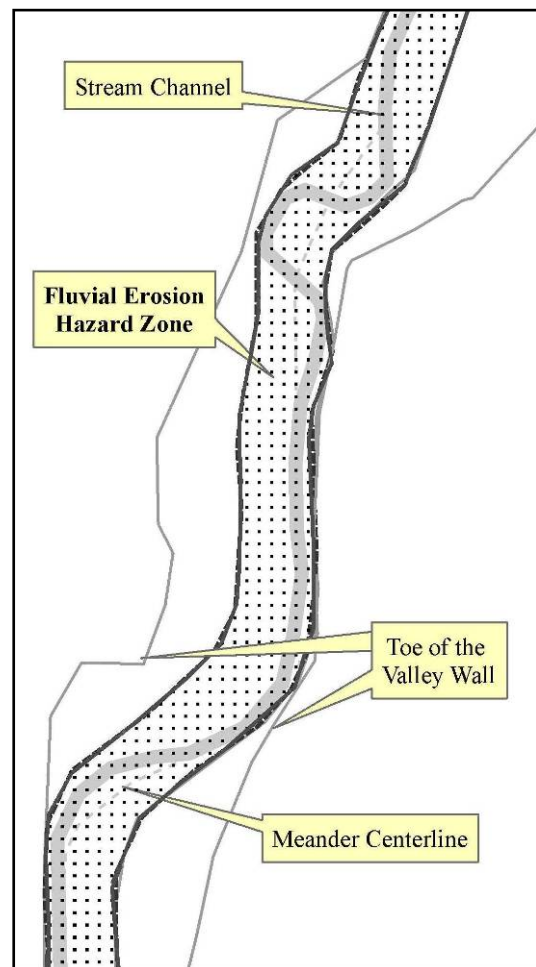 Stream Channel
Fluvial Erosion
Hazard Zone
Toe of the
Valley Wall
Meander Centerline